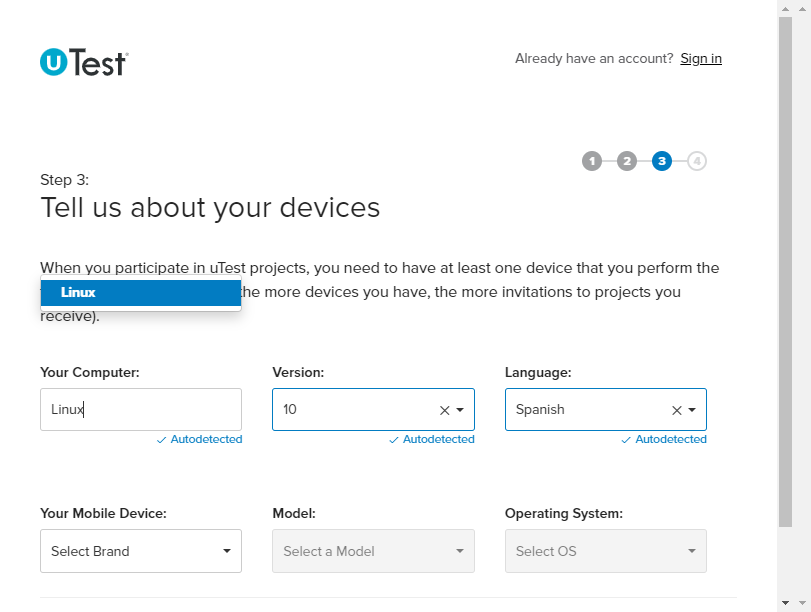 uTest
Already have an account? Sign in
1 2 3 4
Step 3:
Tell us about your devices
When you participate in uTest projects, you need to have at least one device that you perform the
Linux
the more devices you have, the more invitations to projects you
receive).
Your Computer: Version: Language:
Linux 10 Spanish
Autodetected Autodetected Autodetected
Your Mobile Device: Model: Operating System:
Select Brand Select a Model Select OS